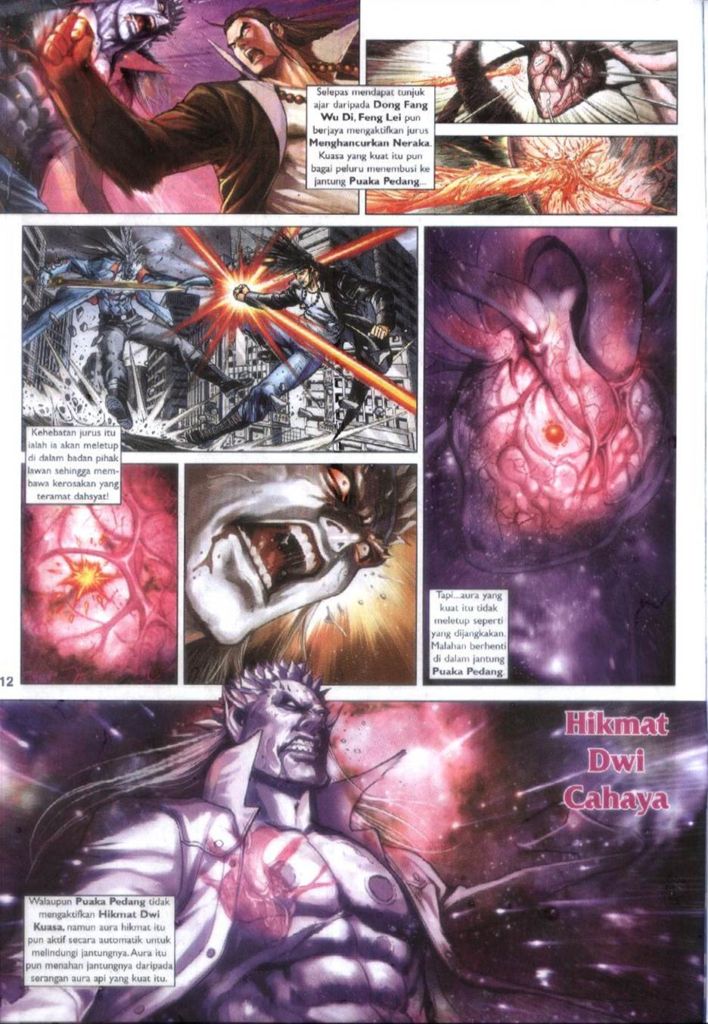 Selepas mendapat tunjuk
ajar daripada Dong Fang
Wu Di, Feng Lei pun
berjaya mengaktifkan jurus
Menghancurkan Neraka.
Kuasa yang kuat itu pun
bagai peluru menembusi ke
jantung Puaka Pedang...
Kehebatan jurus itu
ialah ia akan meletup
di dalam badan pihak
lawan sehingga mem-
bawa kerosakan yang
teramat dahsyat!
Tapi...aura yang
kuat itu tidak
meletup seperti
yang dijangkakan.
Malahan berhenti
di dalam jantung
Puaka Pedang.
12
Hikmat
Dwi
Cahaya
Walaupun Puaka Pedang tidak
mengaktifkan Hikmat Dwi
Kuasa, namun aura hikmat itu
pun aktif secara automatik untuk
melindungi jantungnya. Aura itu
pun menahan jantungnya daripada
serangan aura api yang kuat itu.